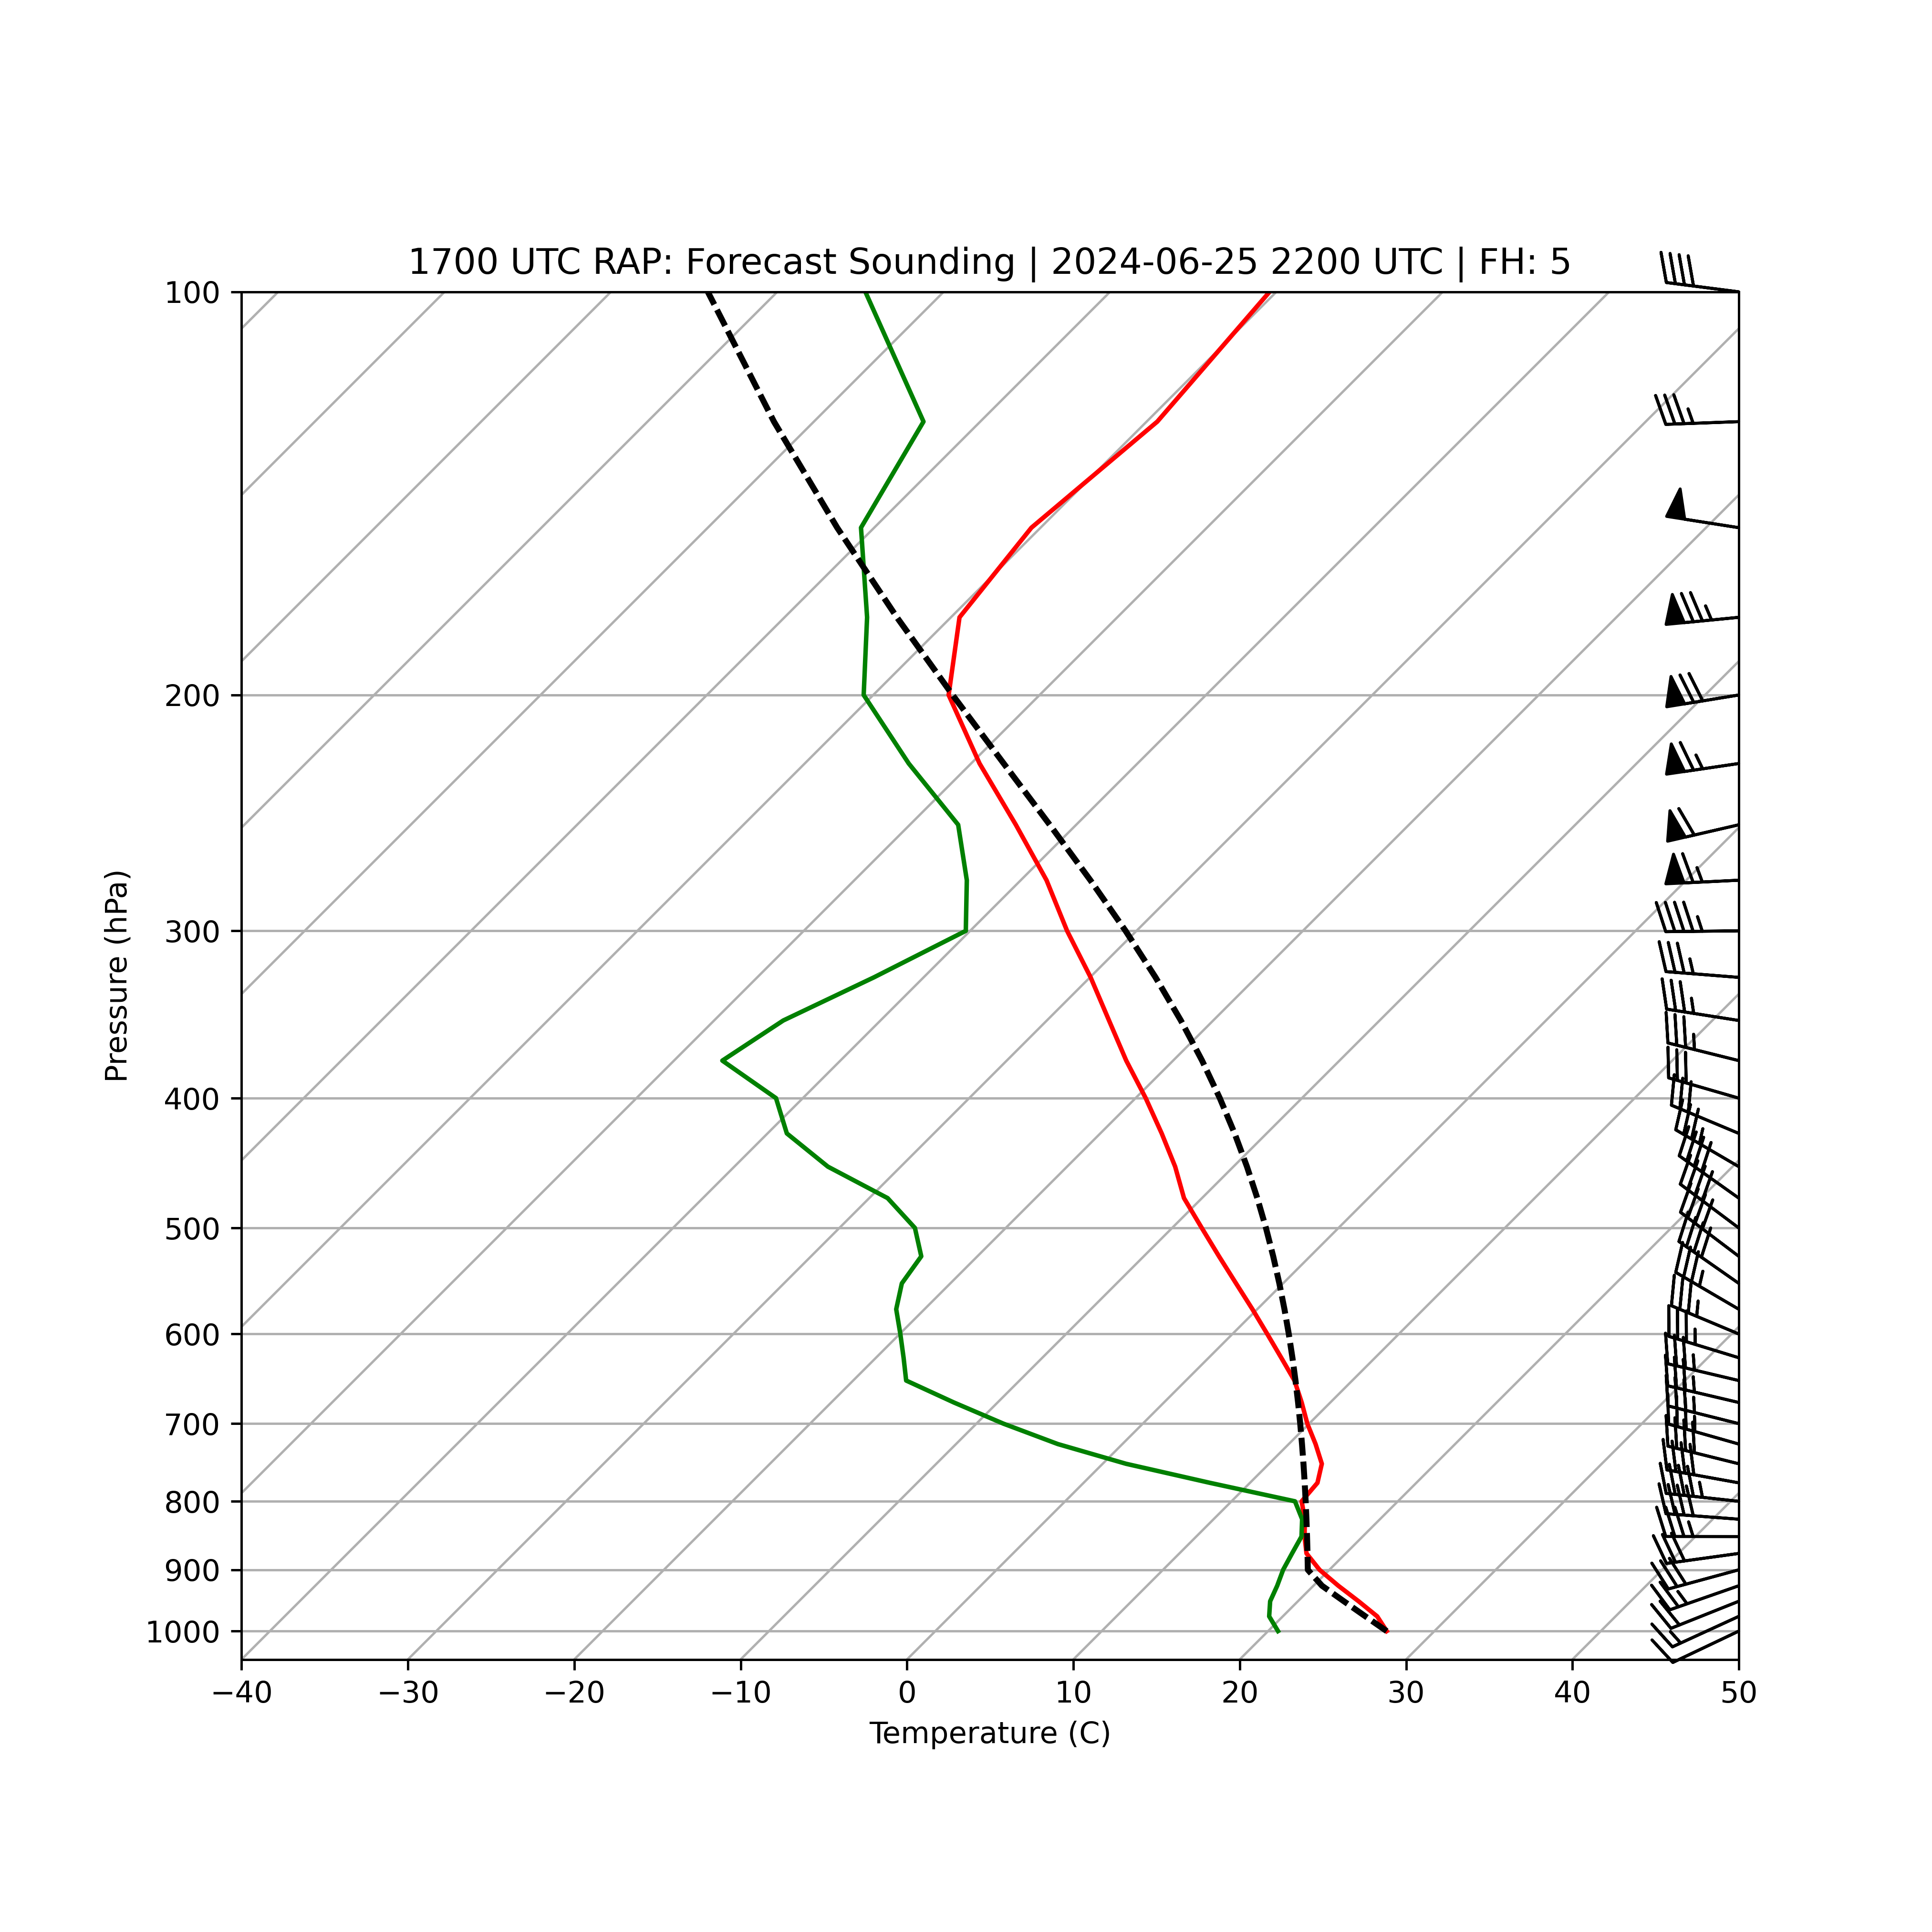 1700 UTC RAP: Forecast Sounding | 2024-06-25 2200 UTC | FH: 5
100
200
300
400
500
600
700
800
900
1000
Pressure (hPa)
−40 −30 −20 −10 0 10 20 30 40 50
Temperature (C)